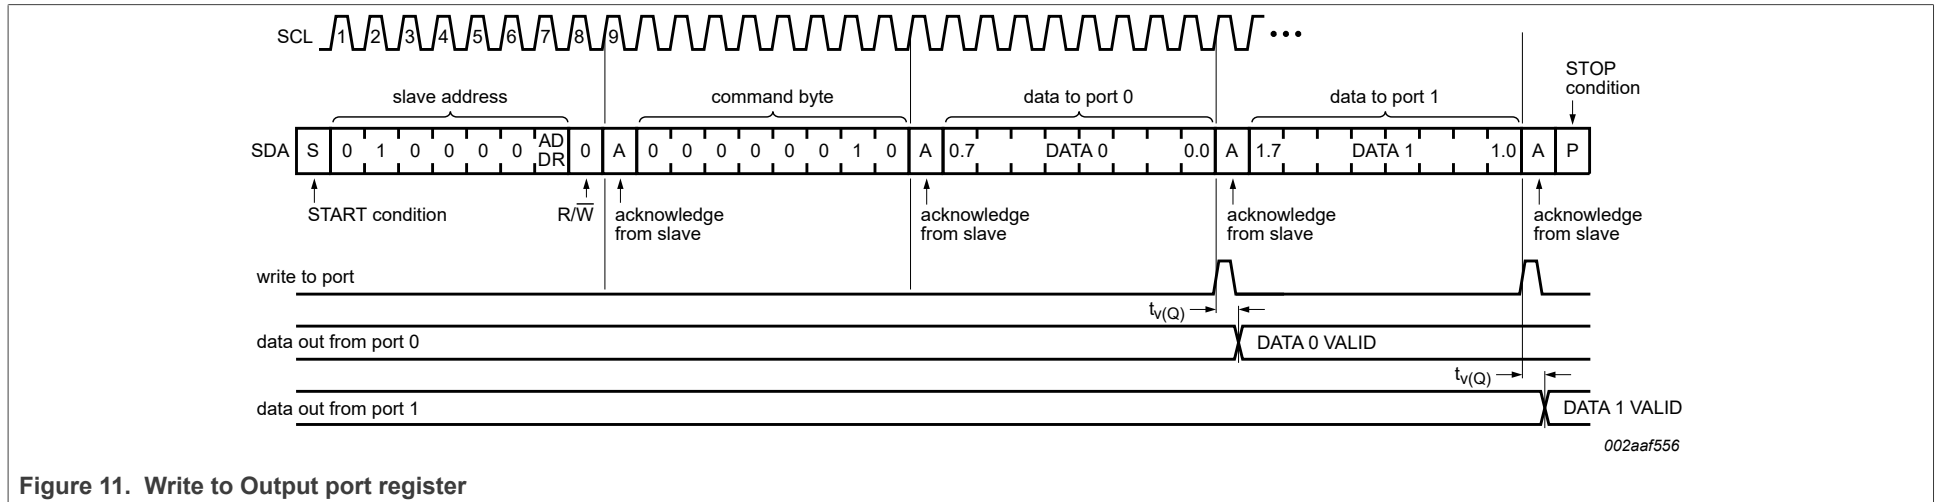 SCL 1 2 3 4 5 6 7 8 9 •••
STOP
condition
slave address command byte data to port 0 data to port 1
SDA S 0 1 0 0 0 0 AD DR 0 A 0 0 0 0 0 0 1 0 A 0.7 DATA 0 0.0 A 1.7 DATA 1 1.0 A P
START condition R/W̅ acknowledge acknowledge acknowledge acknowledge
from slave from slave from slave from slave
write to port
tv(Q)
data out from port 0 DATA 0 VALID
tv(Q)
data out from port 1 DATA 1 VALID
002aaf556
Figure 11. Write to Output port register